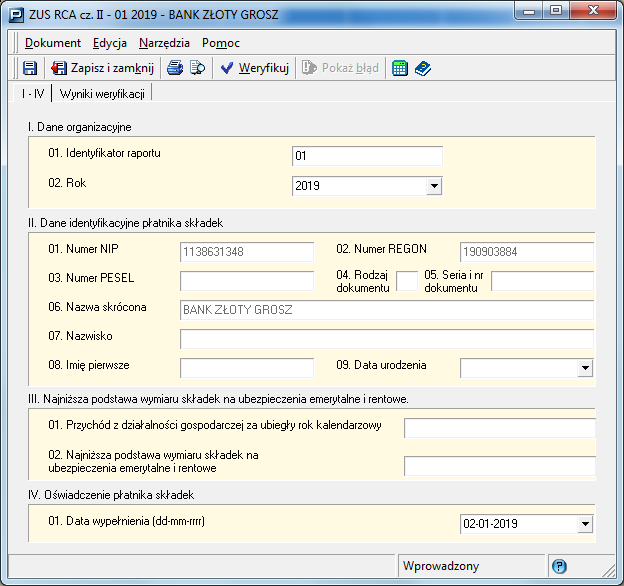 ZUS RCA cz. II - 01 2019 - BANK ZŁOTY GROSZ
Dokument Edycja Narzędzia Pomoc
Zapisz i zamknij Weryfikuj Pokaż błąd
I - IV Wyniki weryfikacji
I. Dane organizacyjne
01. Identyfikator raportu 01
02. Rok 2019
II. Dane identyfikacyjne płatnika składek
01. Numer NIP 1138631348 02. Numer REGON 190903884
03. Numer PESEL 04. Rodzaj dokumentu 05. Seria i nr dokumentu
06. Nazwa skrócona BANK ZŁOTY GROSZ
07. Nazwisko
08. Imię pierwsze 09. Data urodzenia
III. Najniższa podstawa wymiaru składek na ubezpieczenia emerytalne i rentowe.
01. Przychód z działalności gospodarczej za ubiegły rok kalendarzowy
02. Najniższa podstawa wymiaru składek na
ubezpieczenia emerytalne i rentowe
IV. Oświadczenie płatnika składek
01. Data wypełnienia (dd-mm-rrrr) 02-01-2019
Wprowadzony